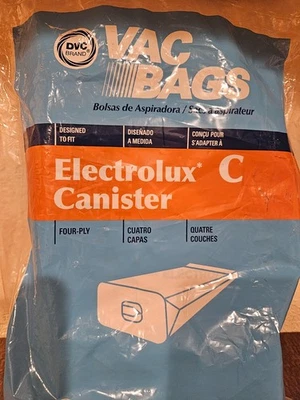 DVC
BRAND
VAC
BAGS
Bolsas de Aspiradora / Sac à aspirateur
DESIGNED
TO FIT
DISEÑADO
A MEDIDA
CONÇU POUR
S'ADAPTER À
Electrolux* C
Canister
FOUR-PLY
CUATRO
CAPAS
QUATRE
COUCHES